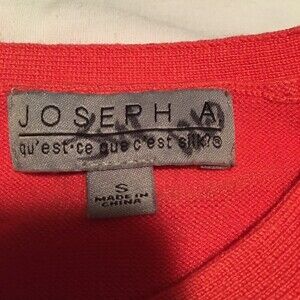 JOSEPH A
qu'est-ce que c'est silk?®
S
MADE IN
CHINA